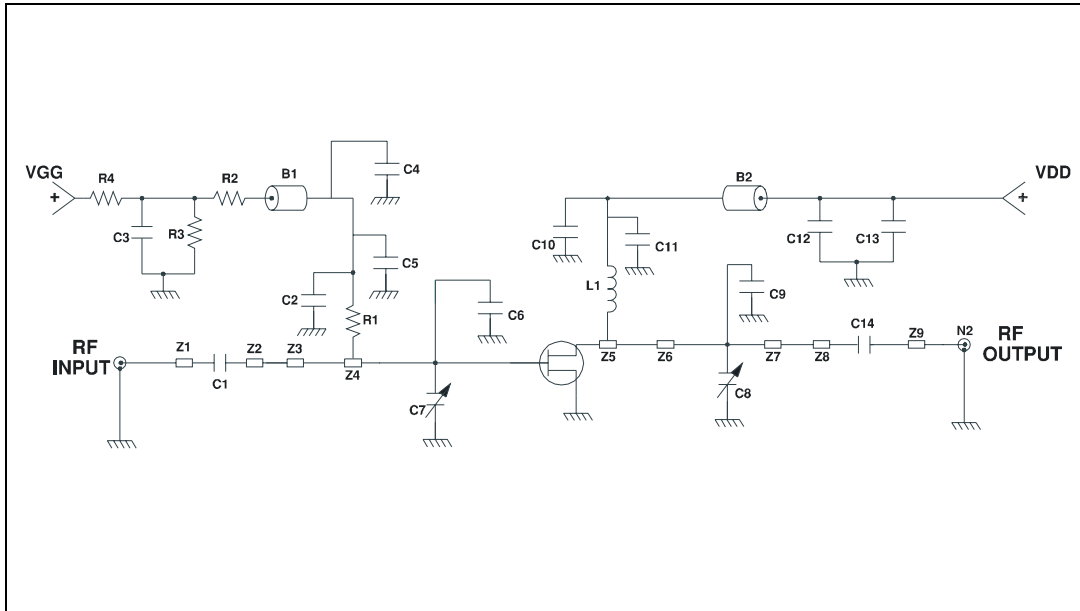 VGG
+
R4
R2
B1
C4
B2
VDD
+
C3
R3
C10
C11
C12
C13
C5
C2
R1
L1
C6
C9
RF
INPUT
Z1
C1
Z2
Z3
Z4
C7
Z5
Z6
C8
Z7
Z8
C14
Z9
N2
RF
OUTPUT